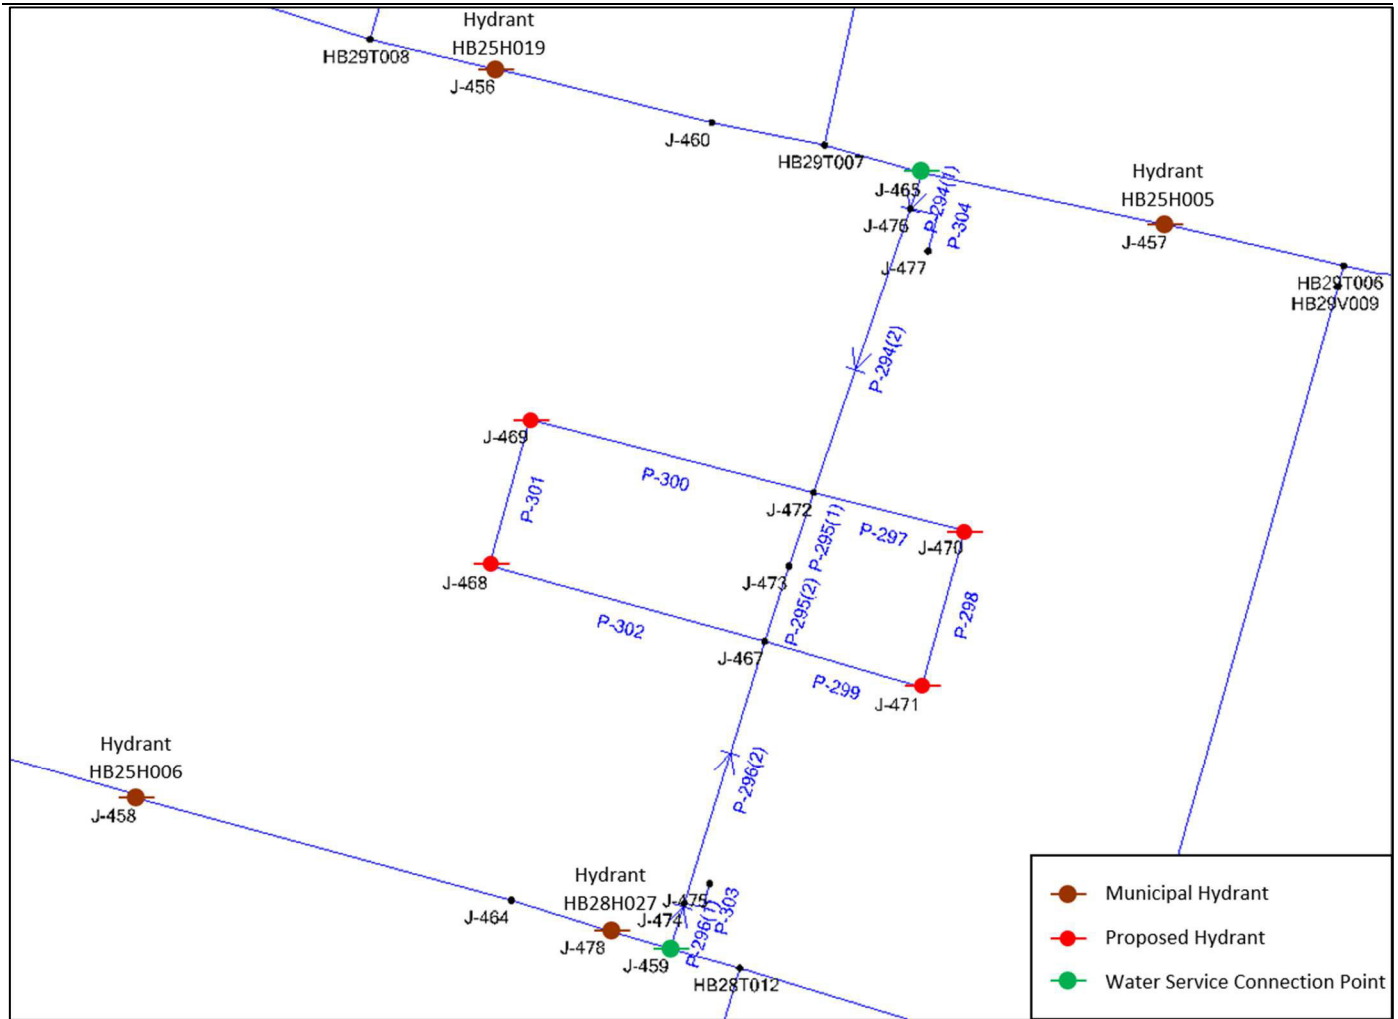 Hydrant
HB25H019
HB29T008
J-456
J-460
HB29T007
Hydrant
HB25H005
J-465
P-294(1)
P-304
J-476
J-457
J-477
HB29T006
HB29V009
P-294(2)
J-469
P-300
P-301
J-472
P-295(1)
P-297
J-470
J-468
J-473
P-295(2)
P-298
P-302
J-467
P-299
J-471
Hydrant
HB25H006
P-296(2)
J-458
Hydrant
HB28H027
J-475
P-303
J-464
J-474
P-296(1)
J-478
J-459
HB28T012
Municipal Hydrant
Proposed Hydrant
Water Service Connection Point